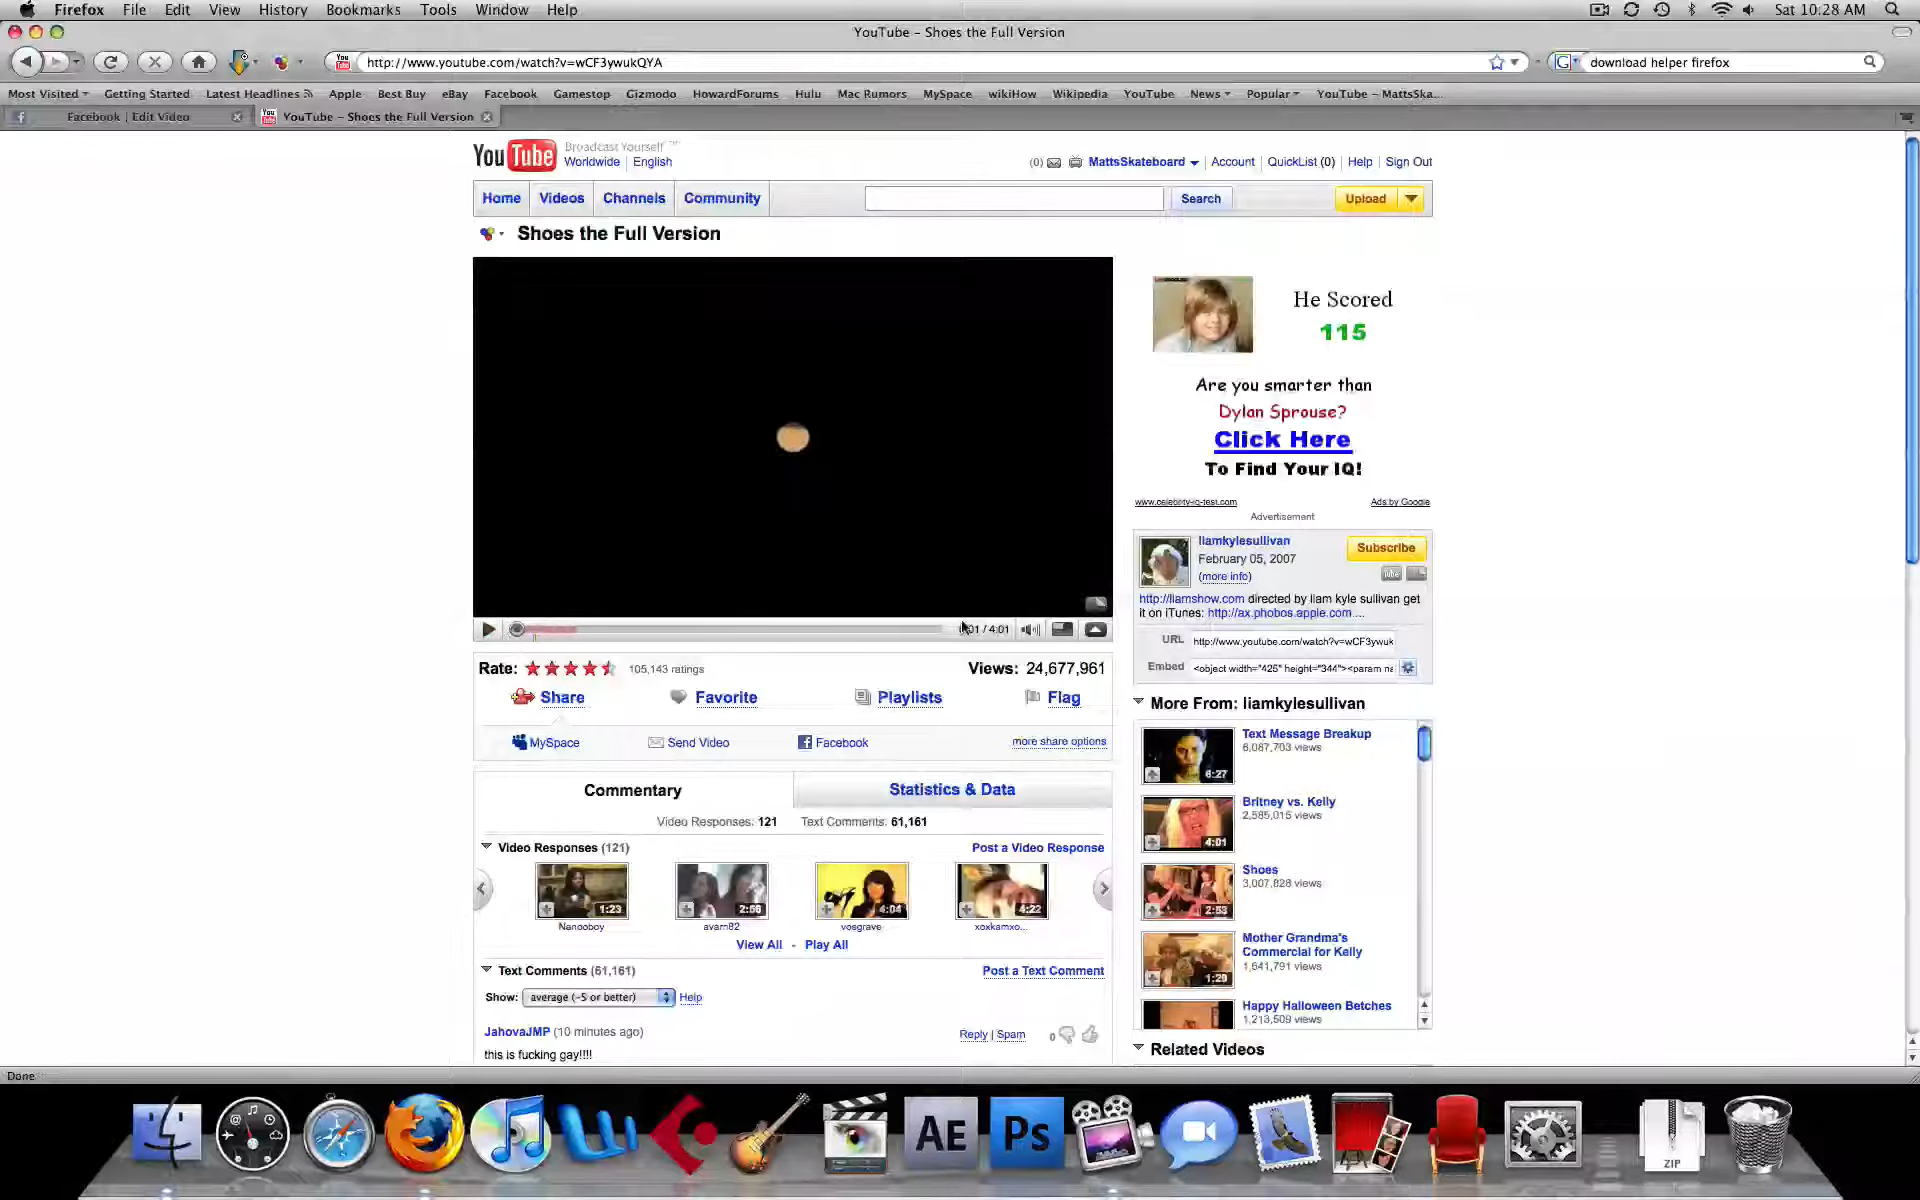 Firefox File Edit View History Bookmarks Tools Window Help Sat 10:28 AM
YouTube – Shoes the Full Version
http://www.youtube.com/watch?v=wCF3ywukQYA download helper firefox
Most Visited Getting Started Latest Headlines Apple Best Buy eBay Facebook Gamestop Gizmodo HowardForums Hulu Mac Rumors MySpace wikiHow Wikipedia YouTube News Popular YouTube – MattsSka...
Facebook | Edit Video YouTube – Shoes the Full Version
YouTube Broadcast Yourself™
Worldwide | English
(0) MattsSkateboard | Account | QuickList (0) | Help | Sign Out
Home Videos Channels Community Search Upload
Shoes the Full Version
He Scored
115
Are you smarter than
Dylan Sprouse?
Click Here
To Find Your IQ!
www.celebrity-iq-test.com Ads by Google
Advertisement
liamkylesullivan
February 05, 2007
(more info)
Subscribe
http://liamshow.com directed by liam kyle sullivan get
it on iTunes: http://ax.phobos.apple.com ...
URL http://www.youtube.com/watch?v=wCF3ywuk
Embed <object width="425" height="344"><param na
:01 / 4:01
Rate: 105,143 ratings Views: 24,677,961
Share Favorite Playlists Flag
MySpace Send Video Facebook more share options
Commentary Statistics & Data
Video Responses: 121 Text Comments: 61,161
Video Responses (121) Post a Video Response
1:23 2:56 4:04 4:22
Nanooboy avarn82 vosgrave xoxkamxo...
View All - Play All
Text Comments (61,161) Post a Text Comment
Show: average (-5 or better) Help
JahovaJMP (10 minutes ago) Reply | Spam 0
this is fucking gay!!!!
More From: liamkylesullivan
Text Message Breakup
6,087,703 views
6:27
Britney vs. Kelly
2,585,015 views
4:01
Shoes
3,007,828 views
2:53
Mother Grandma's
Commercial for Kelly
1,641,791 views
1:29
Happy Halloween Betches
1,213,509 views
Related Videos
Done
AE Ps ZIP